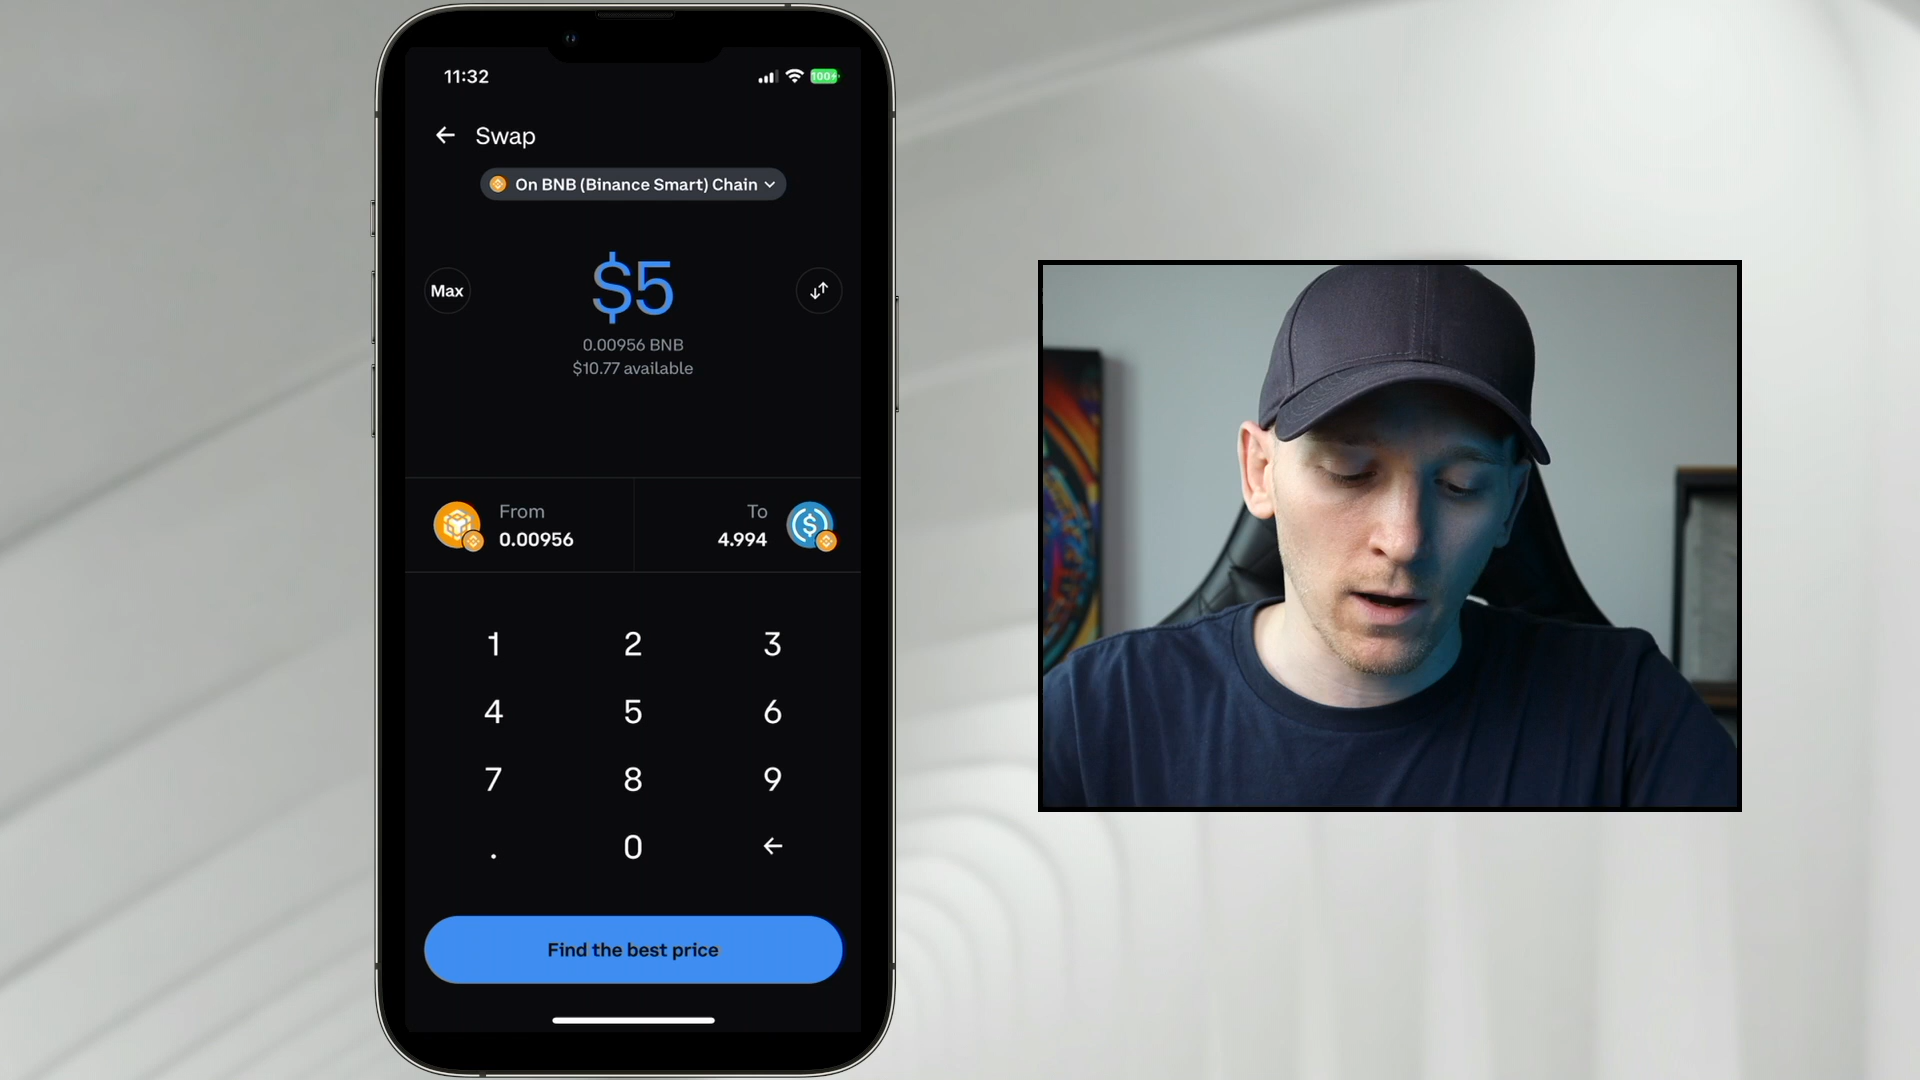 11:32
100
Swap
On BNB (Binance Smart) Chain
Max
$5
0.00956 BNB
$10.77 available
From
0.00956
To
4.994
1 2 3
4 5 6
7 8 9
. 0
Find the best price